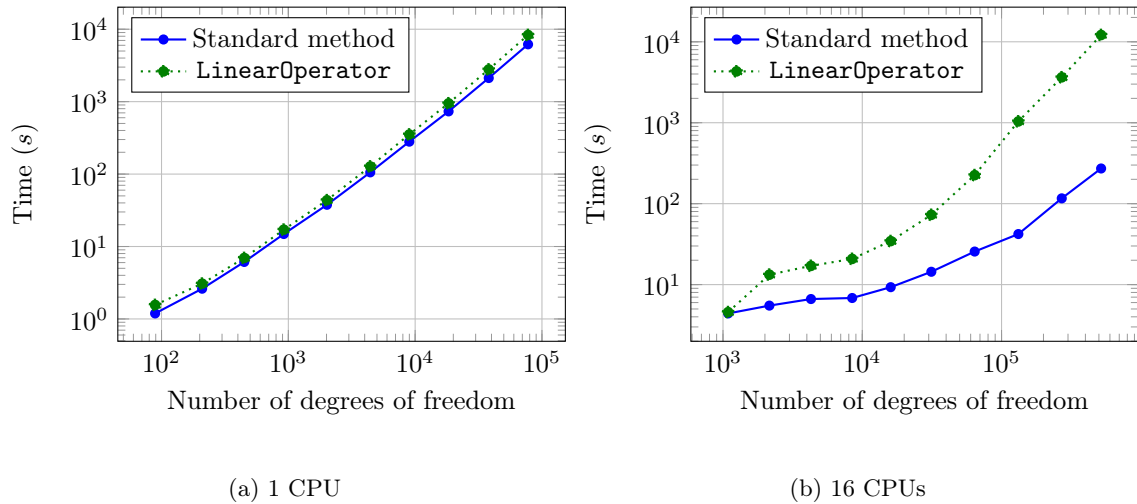 10^4
10^3
10^2
10^1
10^0
Time (s)
Standard method
LinearOperator
10^2
10^3
10^4
10^5
Number of degrees of freedom
(a) 1 CPU
10^4
10^3
10^2
10^1
Time (s)
Standard method
LinearOperator
10^3
10^4
10^5
Number of degrees of freedom
(b) 16 CPUs